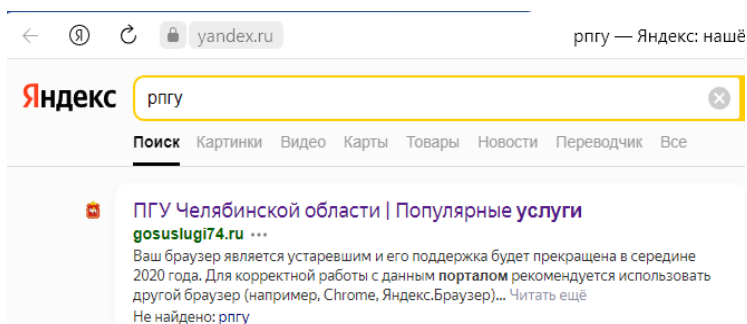 Я yandex.ru рпгу — Яндекс: нашё
Яндекс рпгу
Поиск Картинки Видео Карты Товары Новости Переводчик Все
ПГУ Челябинской области | Популярные услуги
gosuslugi74.ru ···
Ваш браузер является устаревшим и его поддержка будет прекращена в середине
2020 года. Для корректной работы с данным порталом рекомендуется использовать
другой браузер (например, Chrome, Яндекс.Браузер)... Читать ещё
Не найдено: рпгу